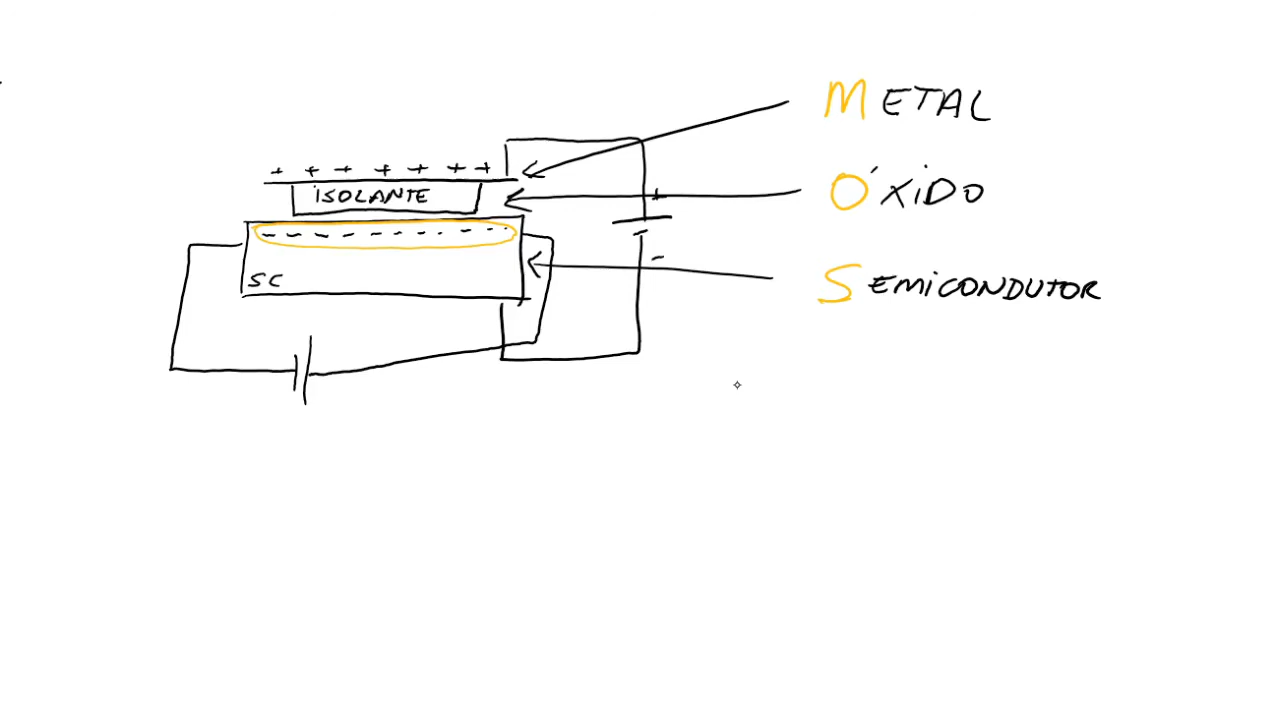 METAL
+ + + + + + +
ISOLANTE
ÓXIDO
+
- - - - - - - - - -
SC
-
SEMICONDUTOR